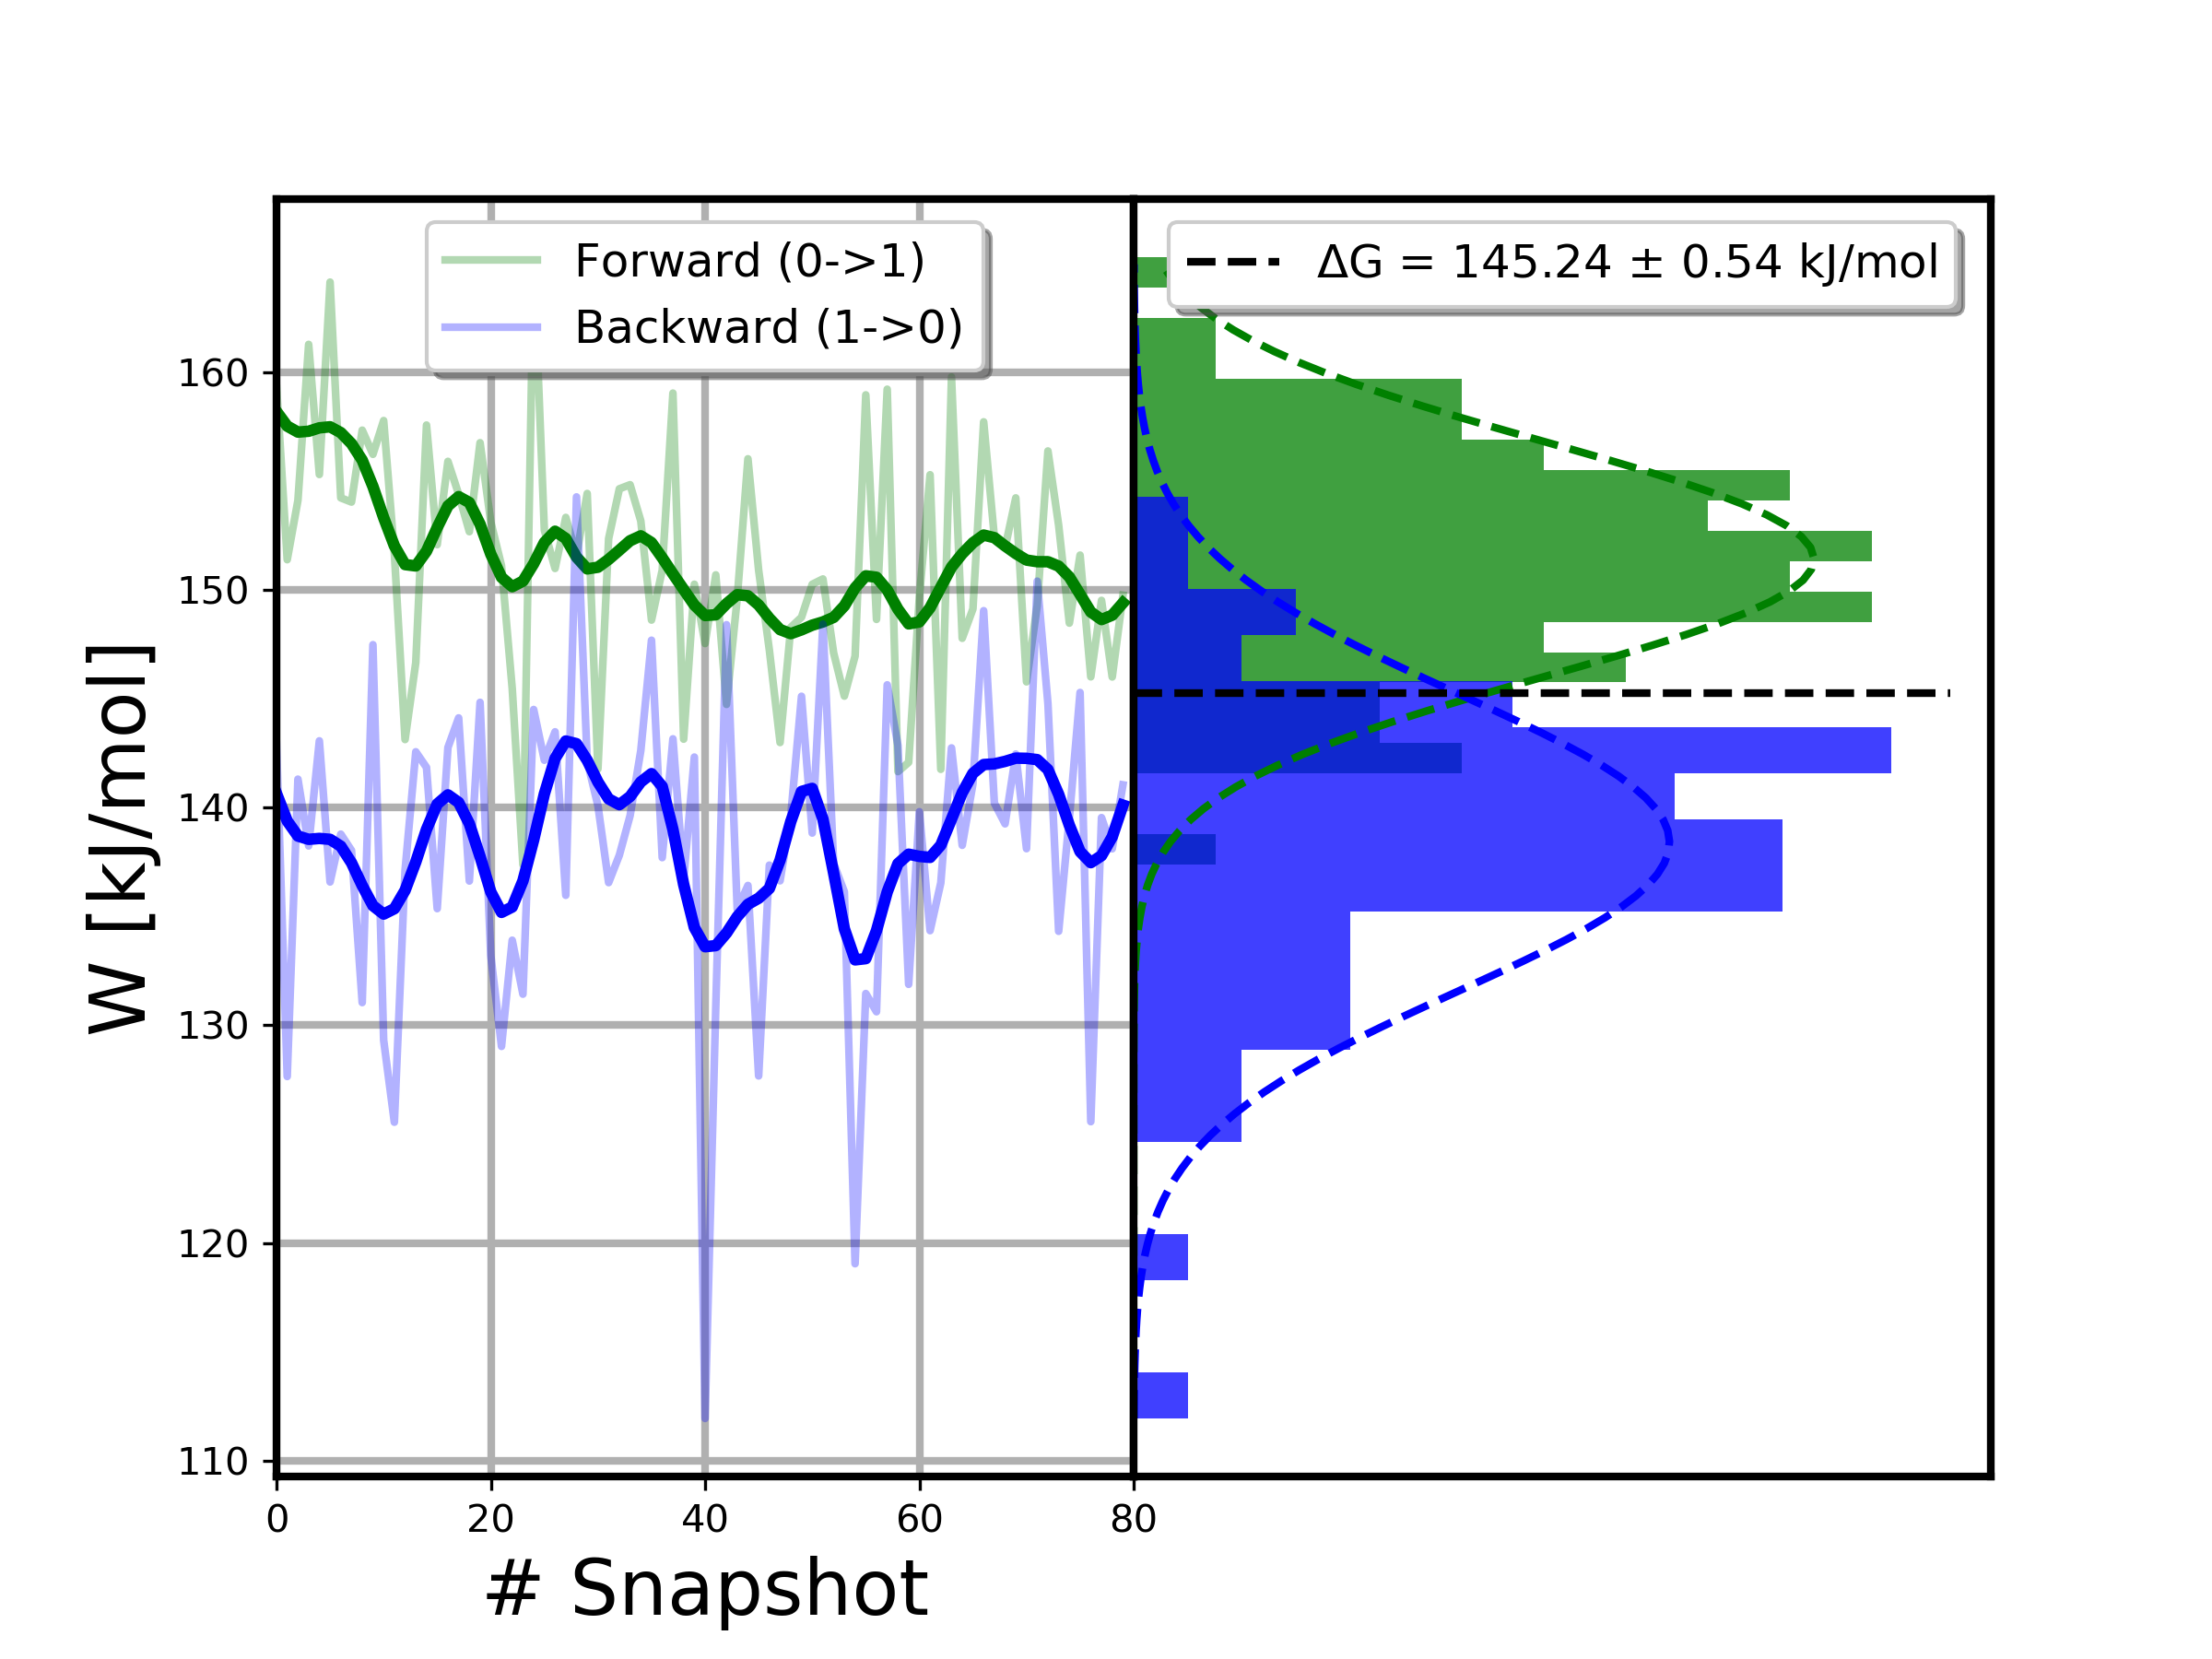 Forward (0->1)
Backward (1->0)
ΔG = 145.24 ± 0.54 kJ/mol
W [kJ/mol]
160
150
140
130
120
110
0 20 40 60 80
# Snapshot